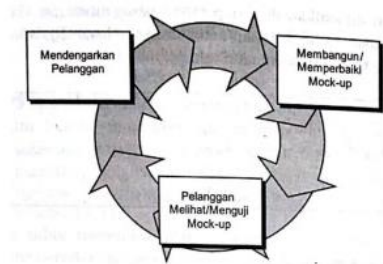 Mendengarkan
Pelanggan
Membangun/
Memperbaiki
Mock-up
Pelanggan
Melihat/Menguji
Mock-up